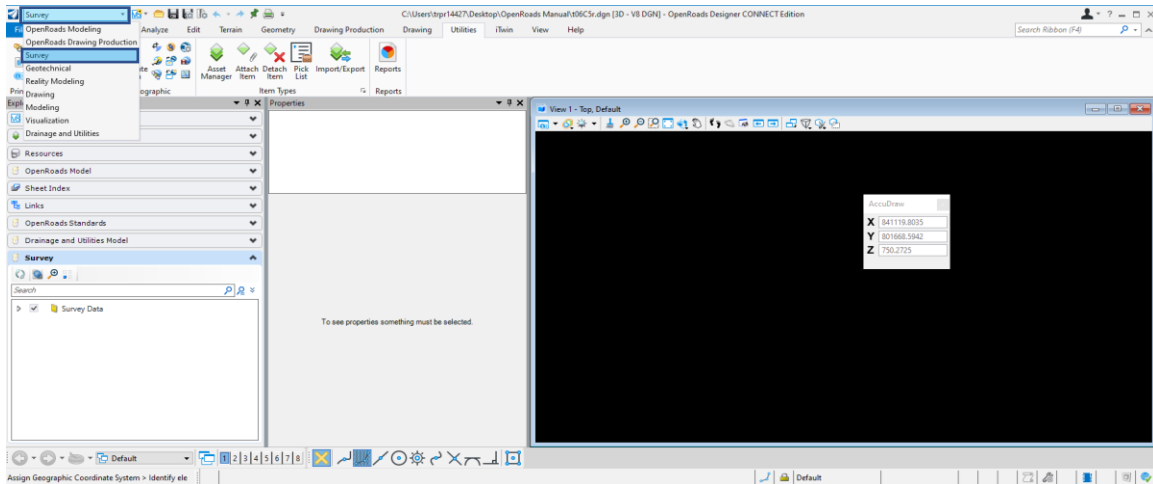 Survey
C:\Users\trpr14427\Desktop\OpenRoads Manual\t06C5r.dgn [3D - V8 DGN] - OpenRoads Designer CONNECT Edition
Analyze Edit Terrain Geometry Drawing Production Drawing Utilities iTwin View Help
Search Ribbon (F4)
OpenRoads Modeling
OpenRoads Drawing Production
Survey
Geotechnical
Reality Modeling
Drawing
Modeling
Visualization
Drainage and Utilities
Asset Manager
Attach Item
Detach Item
Pick List
Import/Export
Reports
Item Types
Reports
Properties
View 1 - Top, Default
Resources
OpenRoads Model
Sheet Index
Links
OpenRoads Standards
Drainage and Utilities Model
Survey
Search
Survey Data
To see properties something must be selected.
AccuDraw
X 841119.8035
Y 801668.5942
Z 750.2725
Default
1 2 3 4 5 6 7 8
Assign Geographic Coordinate System > Identify ele
Default